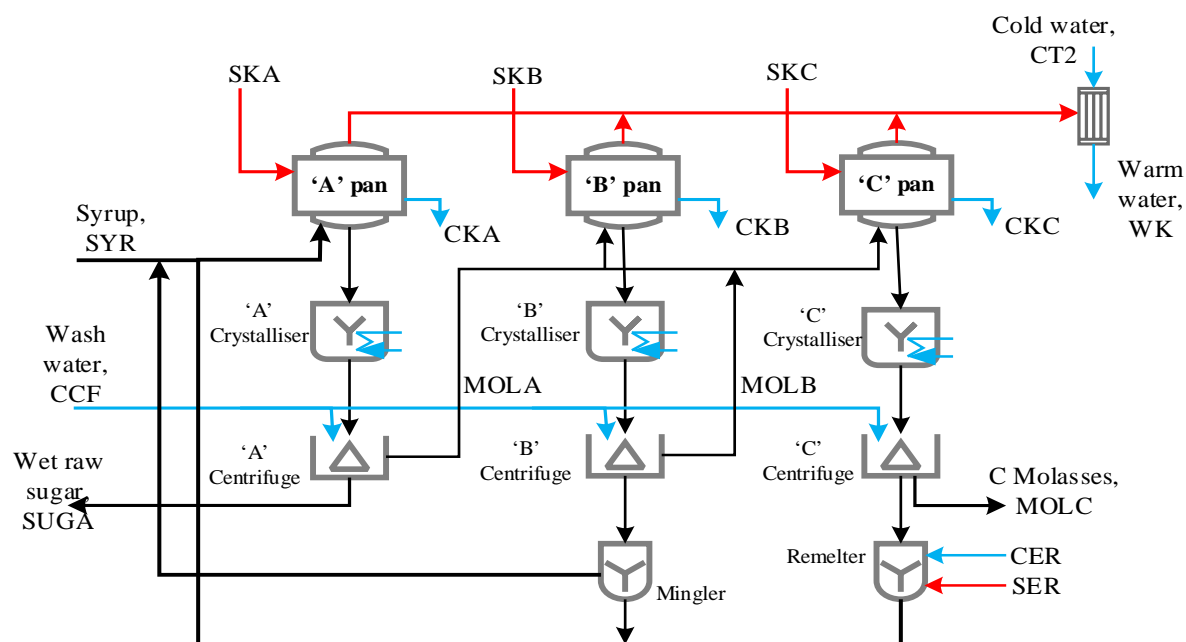 Cold water,
CT2
SKA
SKB
SKC
‘A’ pan
‘B’ pan
‘C’ pan
Warm
water,
WK
Syrup,
SYR
CKA
CKB
CKC
‘A’
Crystalliser
‘B’
Crystalliser
‘C’
Crystalliser
Wash
water,
CCF
MOLA
MOLB
‘A’
Centrifuge
‘B’
Centrifuge
‘C’
Centrifuge
Wet raw
sugar,
SUGA
C Molasses,
MOLC
Mingler
Remelter
CER
SER